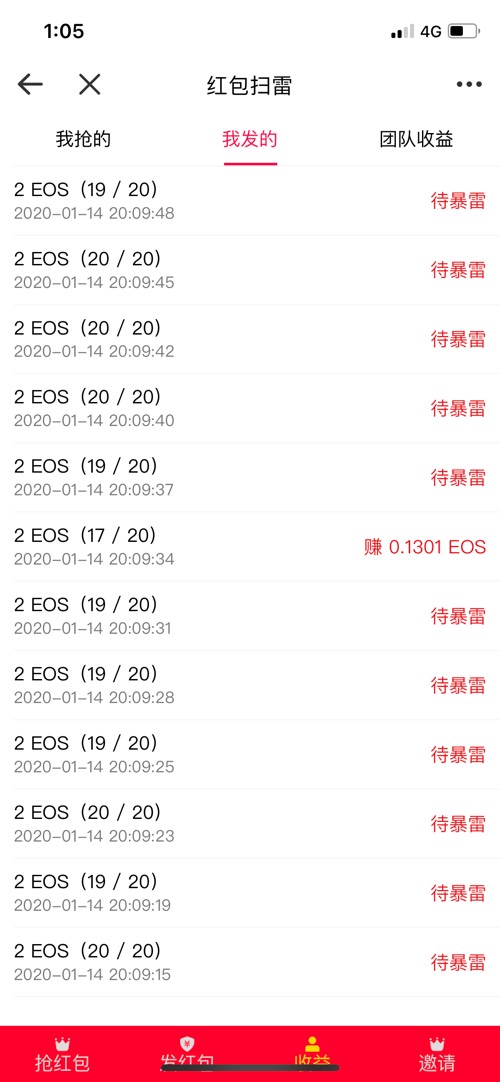 1:05
4G
红包扫雷
我抢的 我发的 团队收益
2 EOS（19 / 20）
待暴雷
2020-01-14 20:09:48
2 EOS（20 / 20）
待暴雷
2020-01-14 20:09:45
2 EOS（20 / 20）
待暴雷
2020-01-14 20:09:42
2 EOS（20 / 20）
待暴雷
2020-01-14 20:09:40
2 EOS（19 / 20）
待暴雷
2020-01-14 20:09:37
2 EOS（17 / 20）
赚 0.1301 EOS
2020-01-14 20:09:34
2 EOS（19 / 20）
待暴雷
2020-01-14 20:09:31
2 EOS（19 / 20）
待暴雷
2020-01-14 20:09:28
2 EOS（19 / 20）
待暴雷
2020-01-14 20:09:25
2 EOS（20 / 20）
待暴雷
2020-01-14 20:09:23
2 EOS（19 / 20）
待暴雷
2020-01-14 20:09:19
2 EOS（20 / 20）
待暴雷
2020-01-14 20:09:15
抢红包 发红包 收益 邀请